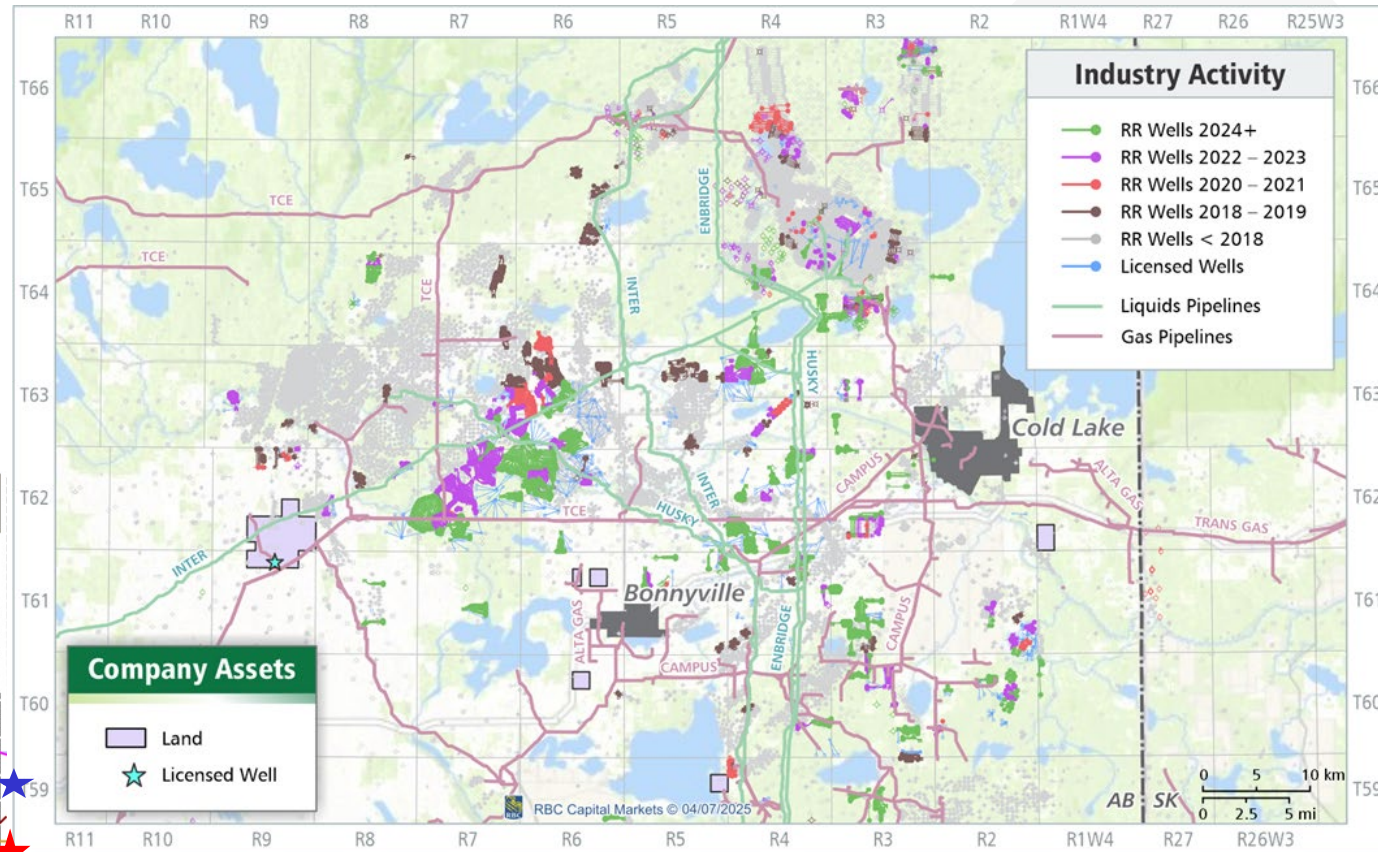 R11 R10 R9 R8 R7 R6 R5 R4 R3 R2 R1W4 R27 R26 R25W3
Industry Activity
RR Wells 2024+
RR Wells 2022 – 2023
RR Wells 2020 – 2021
RR Wells 2018 – 2019
RR Wells < 2018
Licensed Wells
Liquids Pipelines
Gas Pipelines
T66 T66
T65 T65
TCE
ENBRIDGE
TCE
T64 T64
TCE
INTER
HUSKY
T63 T63
Cold Lake
CAMPUS
ALTA GAS
INTER
T62 T62
TCE
HUSKY
TRANS GAS
INTER
T61 T61
Bonnyville
ALTA GAS
ENBRIDGE
CAMPUS
CAMPUS
Company Assets
Land
Licensed Well
T60 T60
T59 T59
0 5 10 km
0 2.5 5 mi
AB SK
RBC
RBC Capital Markets © 04/07/2025
R11 R10 R9 R8 R7 R6 R5 R4 R3 R2 R1W4 R27 R26W3